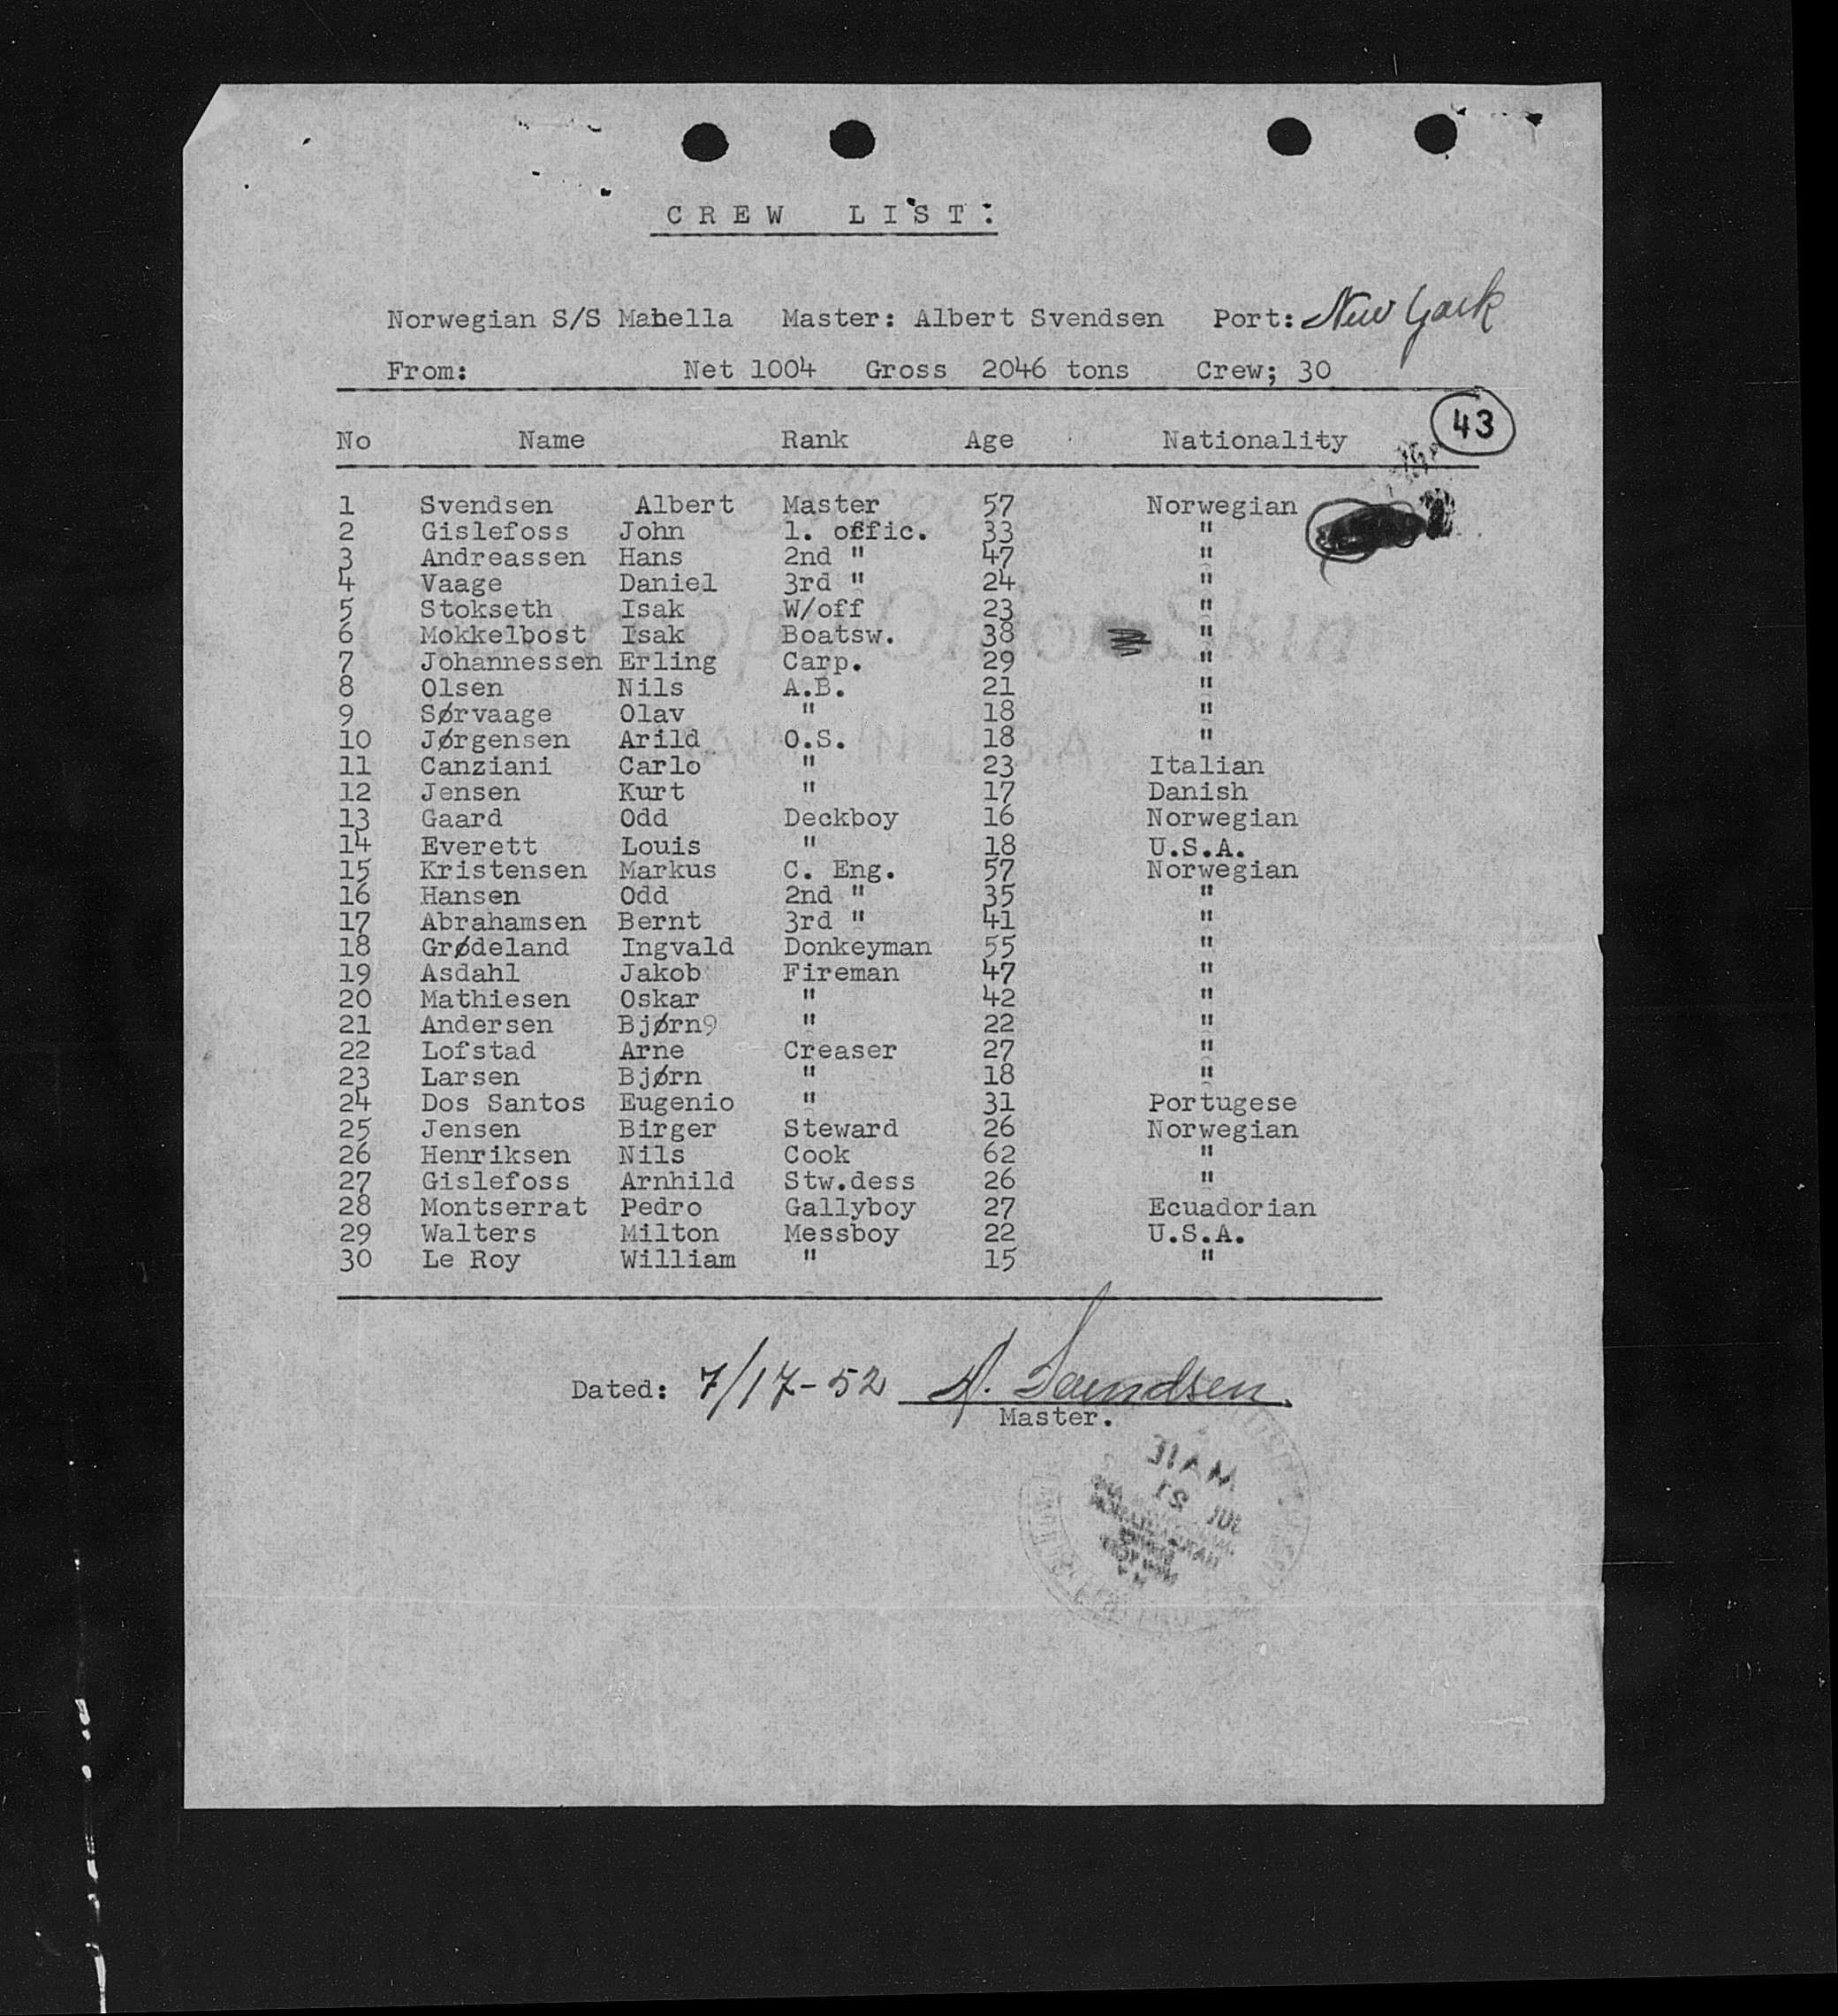 CREW LIST:
Norwegian S/S Mabella Master: Albert Svendsen Port: New York
From: Net 1004 Gross 2046 tons Crew; 30
43
No Name Rank Age Nationality
1 Svendsen Albert Master 57 Norwegian
2 Gislefoss John 1. offic. 33 "
3 Andreassen Hans 2nd " 47 "
4 Vaage Daniel 3rd " 24 "
5 Stokseth Isak W/off 23 "
6 Mokkelbost Isak Boatsw. 38 "
7 Johannessen Erling Carp. 29 "
8 Olsen Nils A.B. 21 "
9 Sørvaage Olav " 18 "
10 Jørgensen Arild O.S. 18 "
11 Canziani Carlo " 23 Italian
12 Jensen Kurt " 17 Danish
13 Gaard Odd Deckboy 16 Norwegian
14 Everett Louis " 18 U.S.A.
15 Kristensen Markus C. Eng. 57 Norwegian
16 Hansen Odd 2nd " 35 "
17 Abrahamsen Bernt 3rd " 41 "
18 Grødeland Ingvald Donkeyman 55 "
19 Asdahl Jakob Fireman 47 "
20 Mathiesen Oskar " 42 "
21 Andersen Bjørn9 " 22 "
22 Lofstad Arne Creaser 27 "
23 Larsen Bjørn " 18 "
24 Dos Santos Eugenio " 31 Portugese
25 Jensen Birger Steward 26 Norwegian
26 Henriksen Nils Cook 62 "
27 Gislefoss Arnhild Stw.dess 26 "
28 Montserrat Pedro Gallyboy 27 Ecuadorian
29 Walters Milton Messboy 22 U.S.A.
30 Le Roy William " 15 "
Dated: 7/17-52 A. Svendsen
Master.